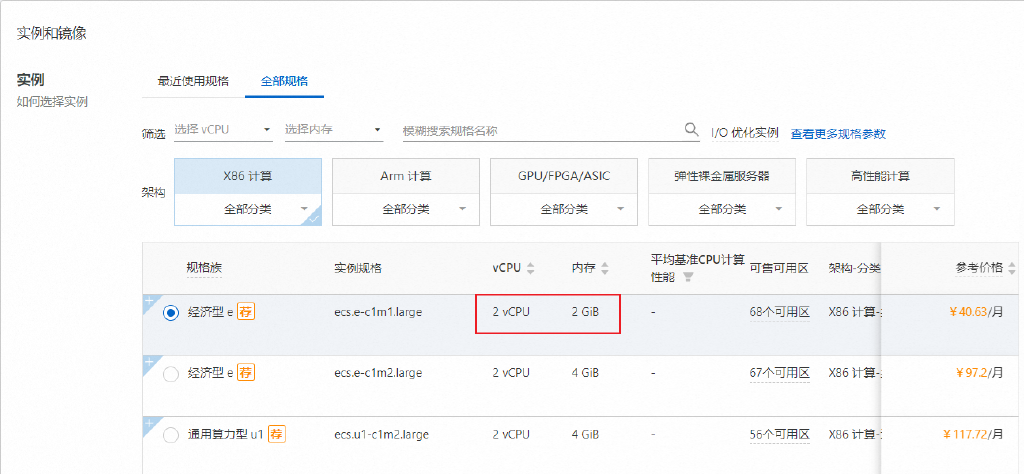 实例和镜像
实例
如何选择实例
最近使用规格 全部规格
筛选 选择 vCPU 选择内存 模糊搜索规格名称 I/O 优化实例 查看更多规格参数
架构 X86 计算 Arm 计算 GPU/FPGA/ASIC 弹性裸金属服务器 高性能计算
全部分类 全部分类 全部分类 全部分类 全部分类
规格族 实例规格 vCPU 内存 平均基准CPU计算性能 可售可用区 架构-分类 参考价格
经济型 e 荐 ecs.e-c1m1.large 2 vCPU 2 GiB - 68个可用区 X86 计算- ¥40.63/月
经济型 e 荐 ecs.e-c1m2.large 2 vCPU 4 GiB - 67个可用区 X86 计算- ¥97.2/月
通用算力型 u1 荐 ecs.u1-c1m2.large 2 vCPU 4 GiB - 56个可用区 X86 计算- ¥117.72/月